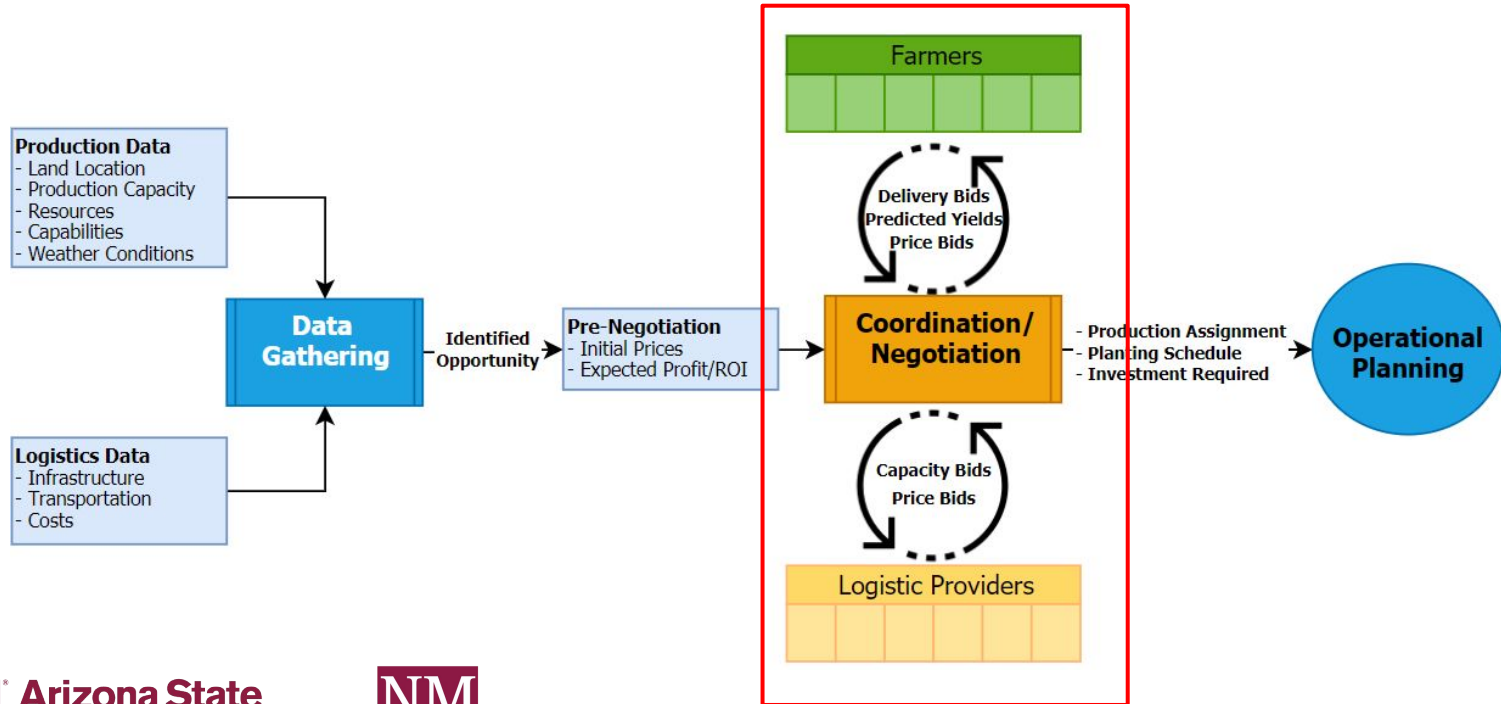 Farmers
Production Data
- Land Location
- Production Capacity
- Resources
- Capabilities
- Weather Conditions
Delivery Bids
Predicted Yields
Price Bids
Data
Gathering
Identified
Opportunity
Pre-Negotiation
- Initial Prices
- Expected Profit/ROI
Coordination/
Negotiation
- Production Assignment
- Planting Schedule
- Investment Required
Operational
Planning
Logistics Data
- Infrastructure
- Transportation
- Costs
Capacity Bids
Price Bids
Logistic Providers
® Arizona State
NM